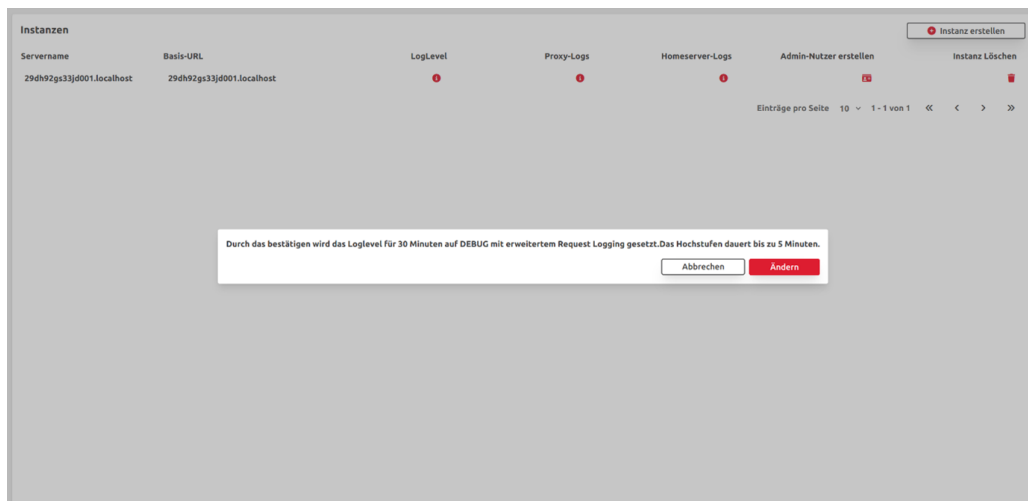 Instanzen
Instanz erstellen
Servername Basis-URL LogLevel Proxy-Logs Homeserver-Logs Admin-Nutzer erstellen Instanz Löschen
29dh92gs33jd001.localhost 29dh92gs33jd001.localhost
Einträge pro Seite 10 1 - 1 von 1
Durch das bestätigen wird das Loglevel für 30 Minuten auf DEBUG mit erweitertem Request Logging gesetzt.Das Hochstufen dauert bis zu 5 Minuten.
Abbrechen Ändern